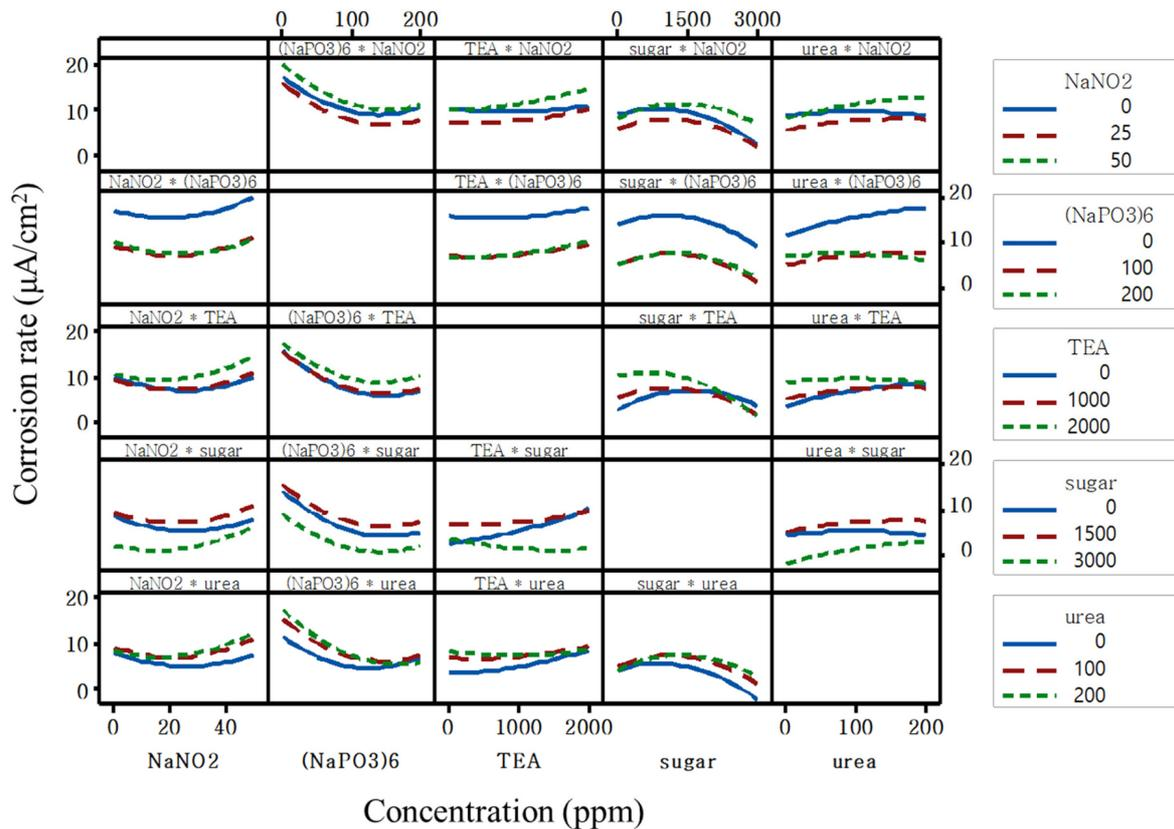 0 100 200 0 1500 3000
(NaPO3)6 * NaNO2 TEA * NaNO2 sugar * NaNO2 urea * NaNO2
20
10
0
NaNO2
0
25
50
NaNO2 * (NaPO3)6 TEA * (NaPO3)6 sugar * (NaPO3)6 urea * (NaPO3)6
20
10
0
(NaPO3)6
0
100
200
NaNO2 * TEA (NaPO3)6 * TEA sugar * TEA urea * TEA
20
10
0
TEA
0
1000
2000
NaNO2 * sugar (NaPO3)6 * sugar TEA * sugar urea * sugar
20
10
0
sugar
0
1500
3000
NaNO2 * urea (NaPO3)6 * urea TEA * urea sugar * urea
20
10
0
urea
0
100
200
0 20 40 0 1000 2000 0 100 200
NaNO2 (NaPO3)6 TEA sugar urea
Corrosion rate (μA/cm²)
Concentration (ppm)